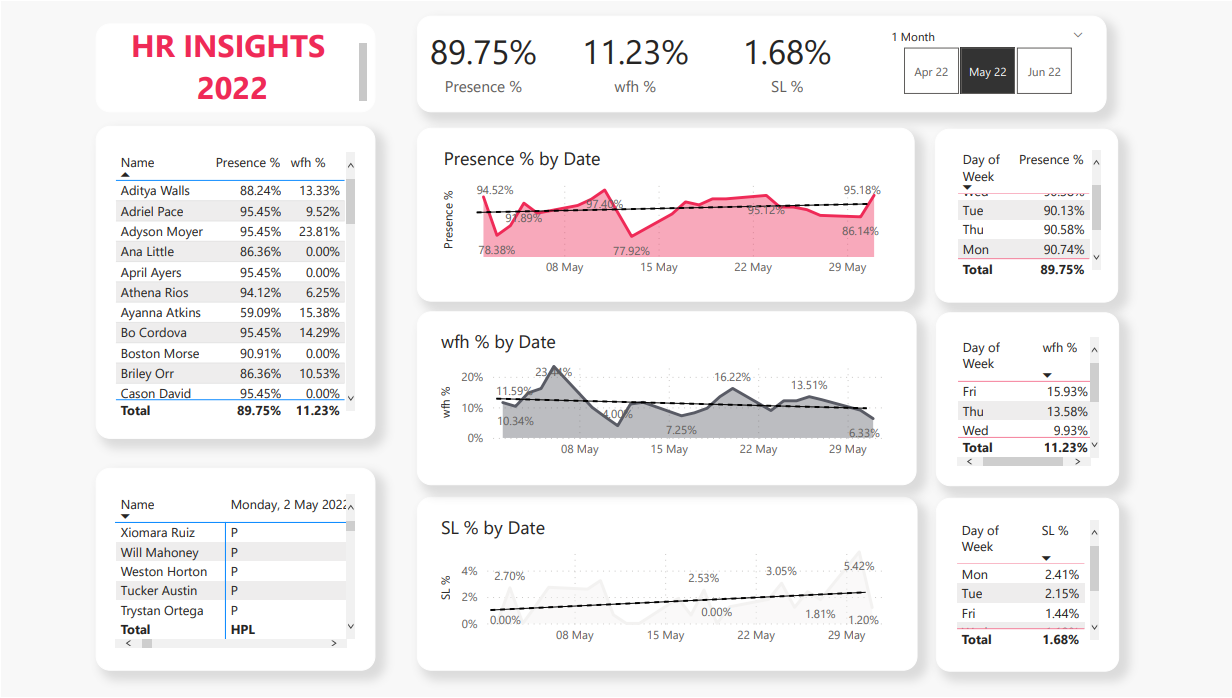 HR INSIGHTS
2022
89.75%
Presence %
11.23%
wfh %
1.68%
SL %
1 Month
Apr 22 May 22 Jun 22
Name Presence % wfh %
Aditya Walls 88.24% 13.33%
Adriel Pace 95.45% 9.52%
Adyson Moyer 95.45% 23.81%
Ana Little 86.36% 0.00%
April Ayers 95.45% 0.00%
Athena Rios 94.12% 6.25%
Ayanna Atkins 59.09% 15.38%
Bo Cordova 95.45% 14.29%
Boston Morse 90.91% 0.00%
Briley Orr 86.36% 10.53%
Cason David 95.45% 0.00%
Total 89.75% 11.23%
Presence % by Date
Presence %
94.52% 95.18%
97.40%
97.89% 95.12%
86.14%
78.38% 77.92%
08 May 15 May 22 May 29 May
Day of
Week
Presence %
Wed
Tue 90.13%
Thu 90.58%
Mon 90.74%
Total 89.75%
wfh % by Date
wfh %
20%
10%
0%
23.44% 16.22%
11.59% 13.51%
4.00%
10.34% 7.25% 6.33%
08 May 15 May 22 May 29 May
Day of
Week
wfh %
Fri 15.93%
Thu 13.58%
Wed 9.93%
Total 11.23%
Name Monday, 2 May 2022
Xiomara Ruiz P
Will Mahoney P
Weston Horton P
Tucker Austin P
Trystan Ortega P
Total HPL
SL % by Date
SL %
4%
2%
0%
2.70% 2.53% 3.05% 5.42%
0.00% 0.00% 1.81% 1.20%
08 May 15 May 22 May 29 May
Day of
Week
SL %
Mon 2.41%
Tue 2.15%
Fri 1.44%
Total 1.68%